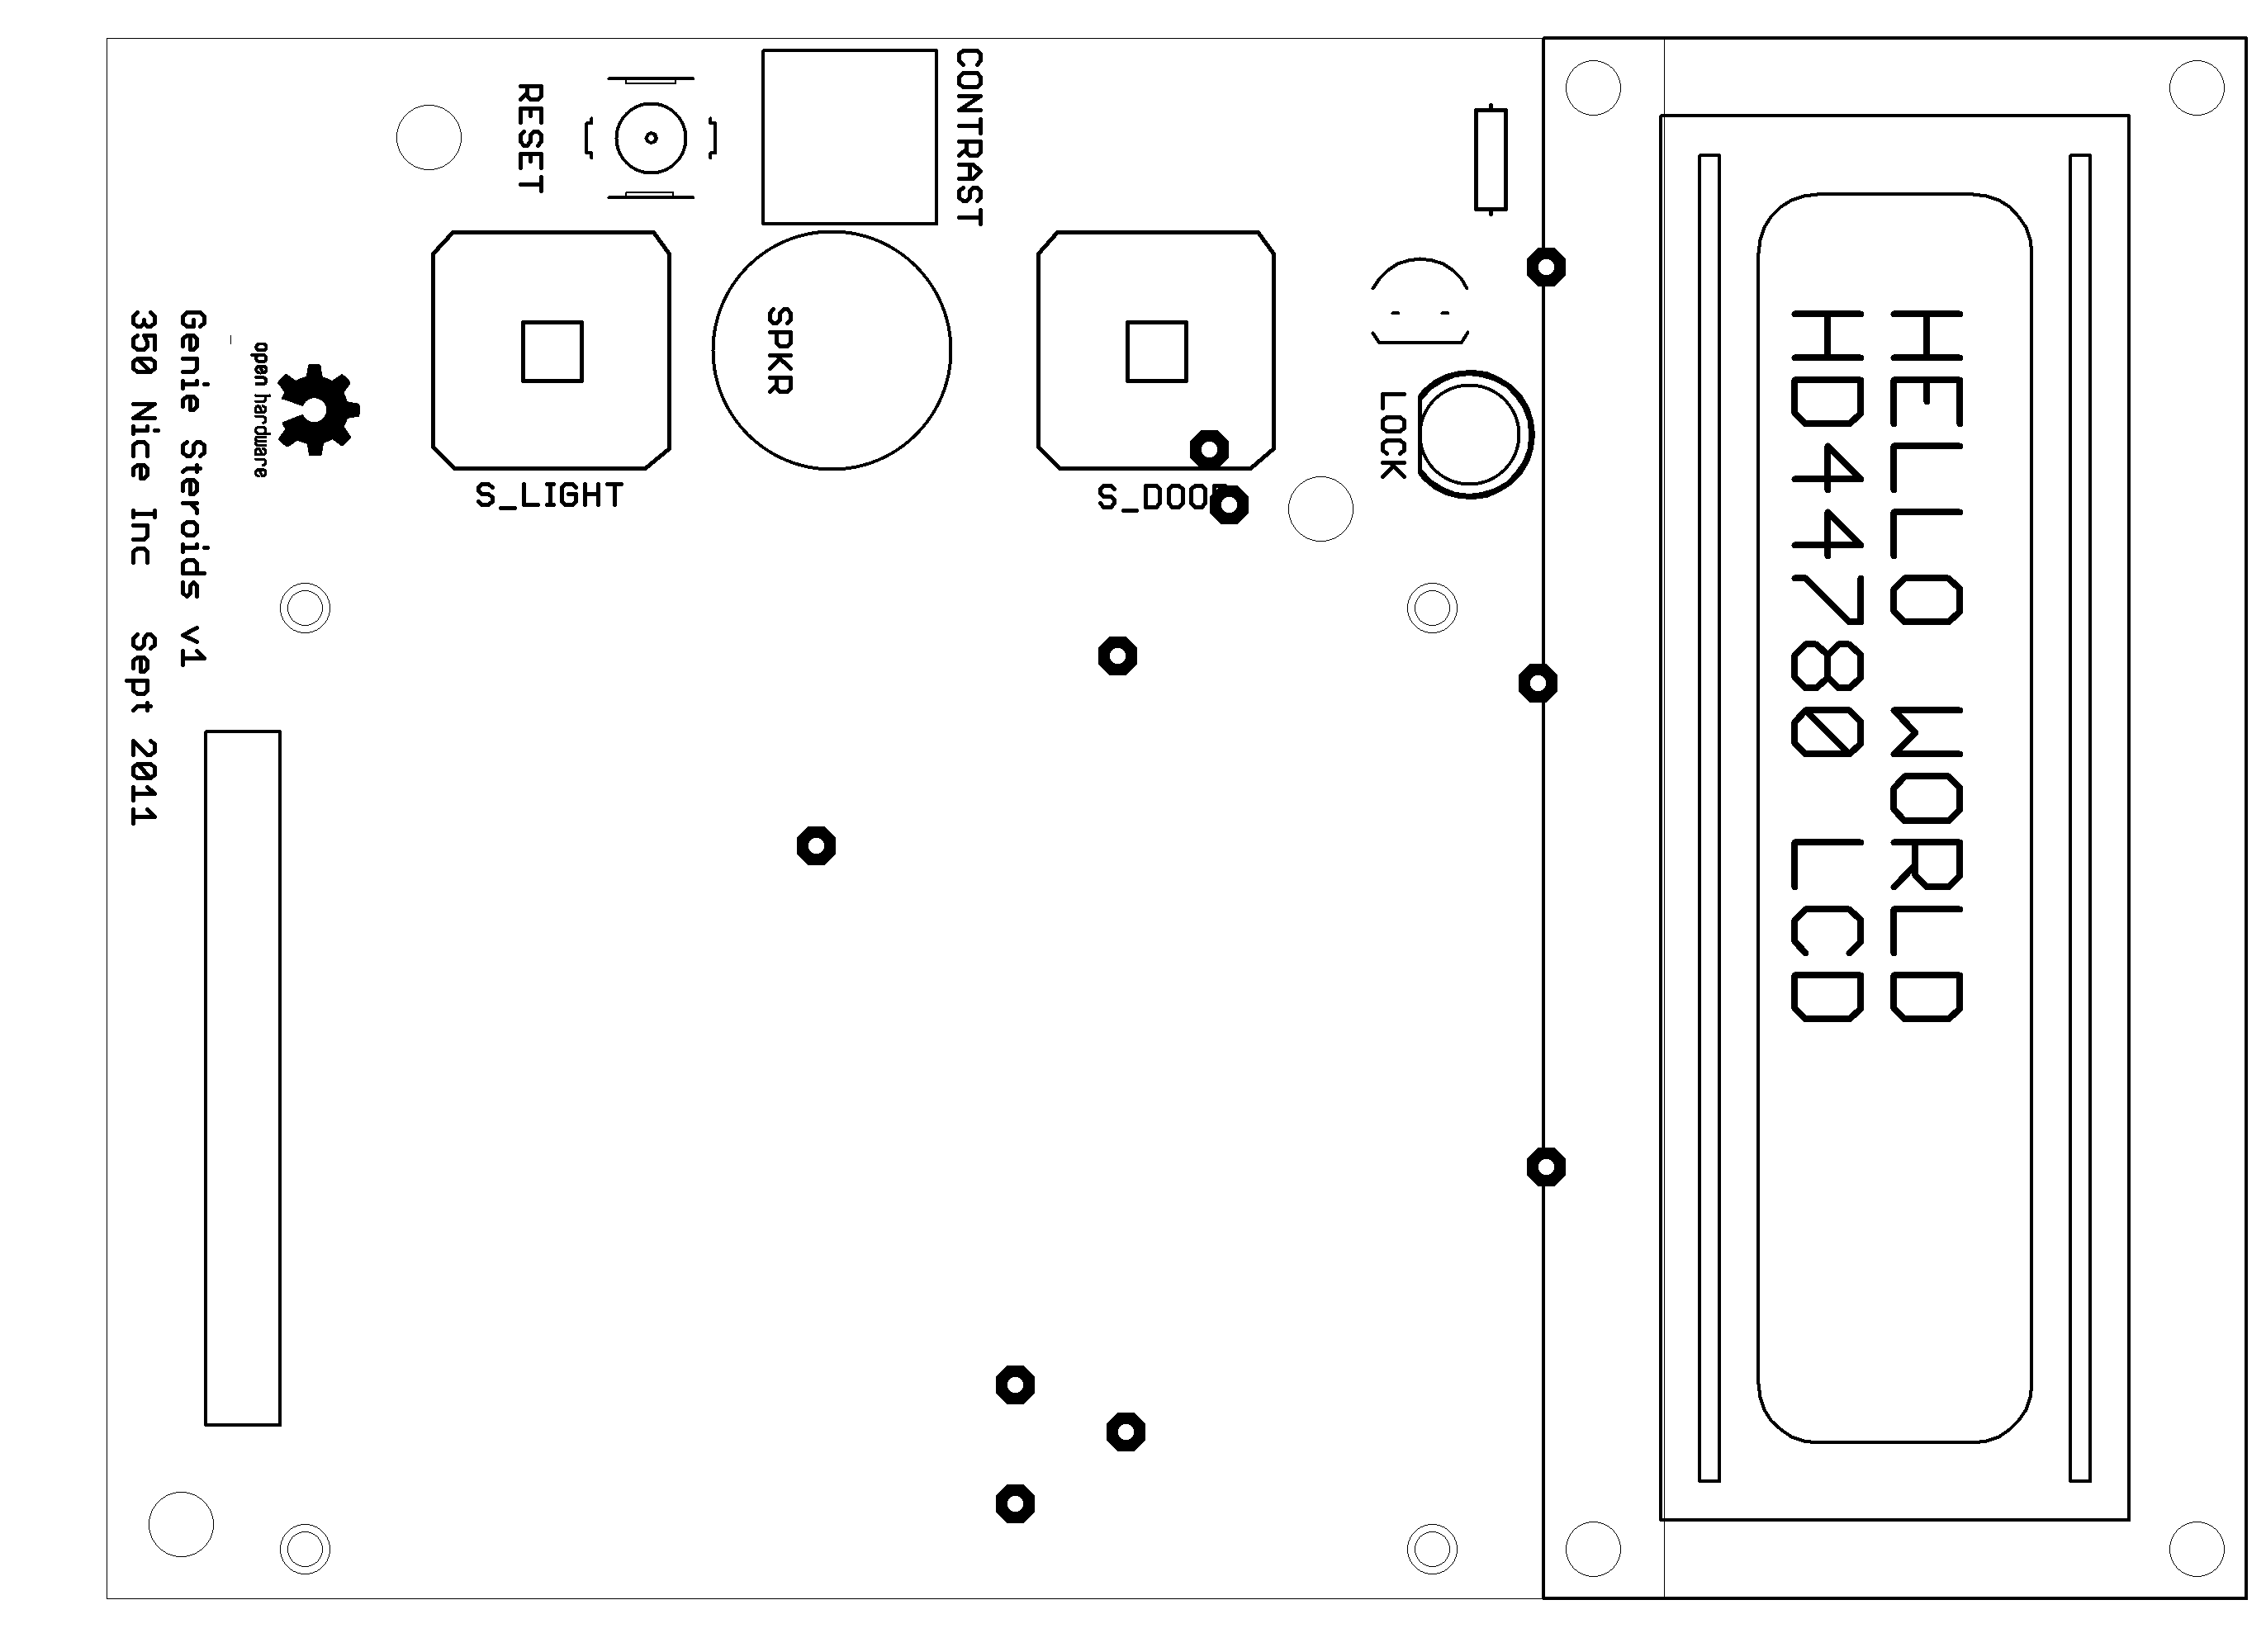 RESET
CONTRAST
SPKR
LOCK
S_LIGHT
S_DOOR
open hardware
Genie Steroids v1
350 Nice Inc Sept 2011
HELLO WORLD
HD44780 LCD